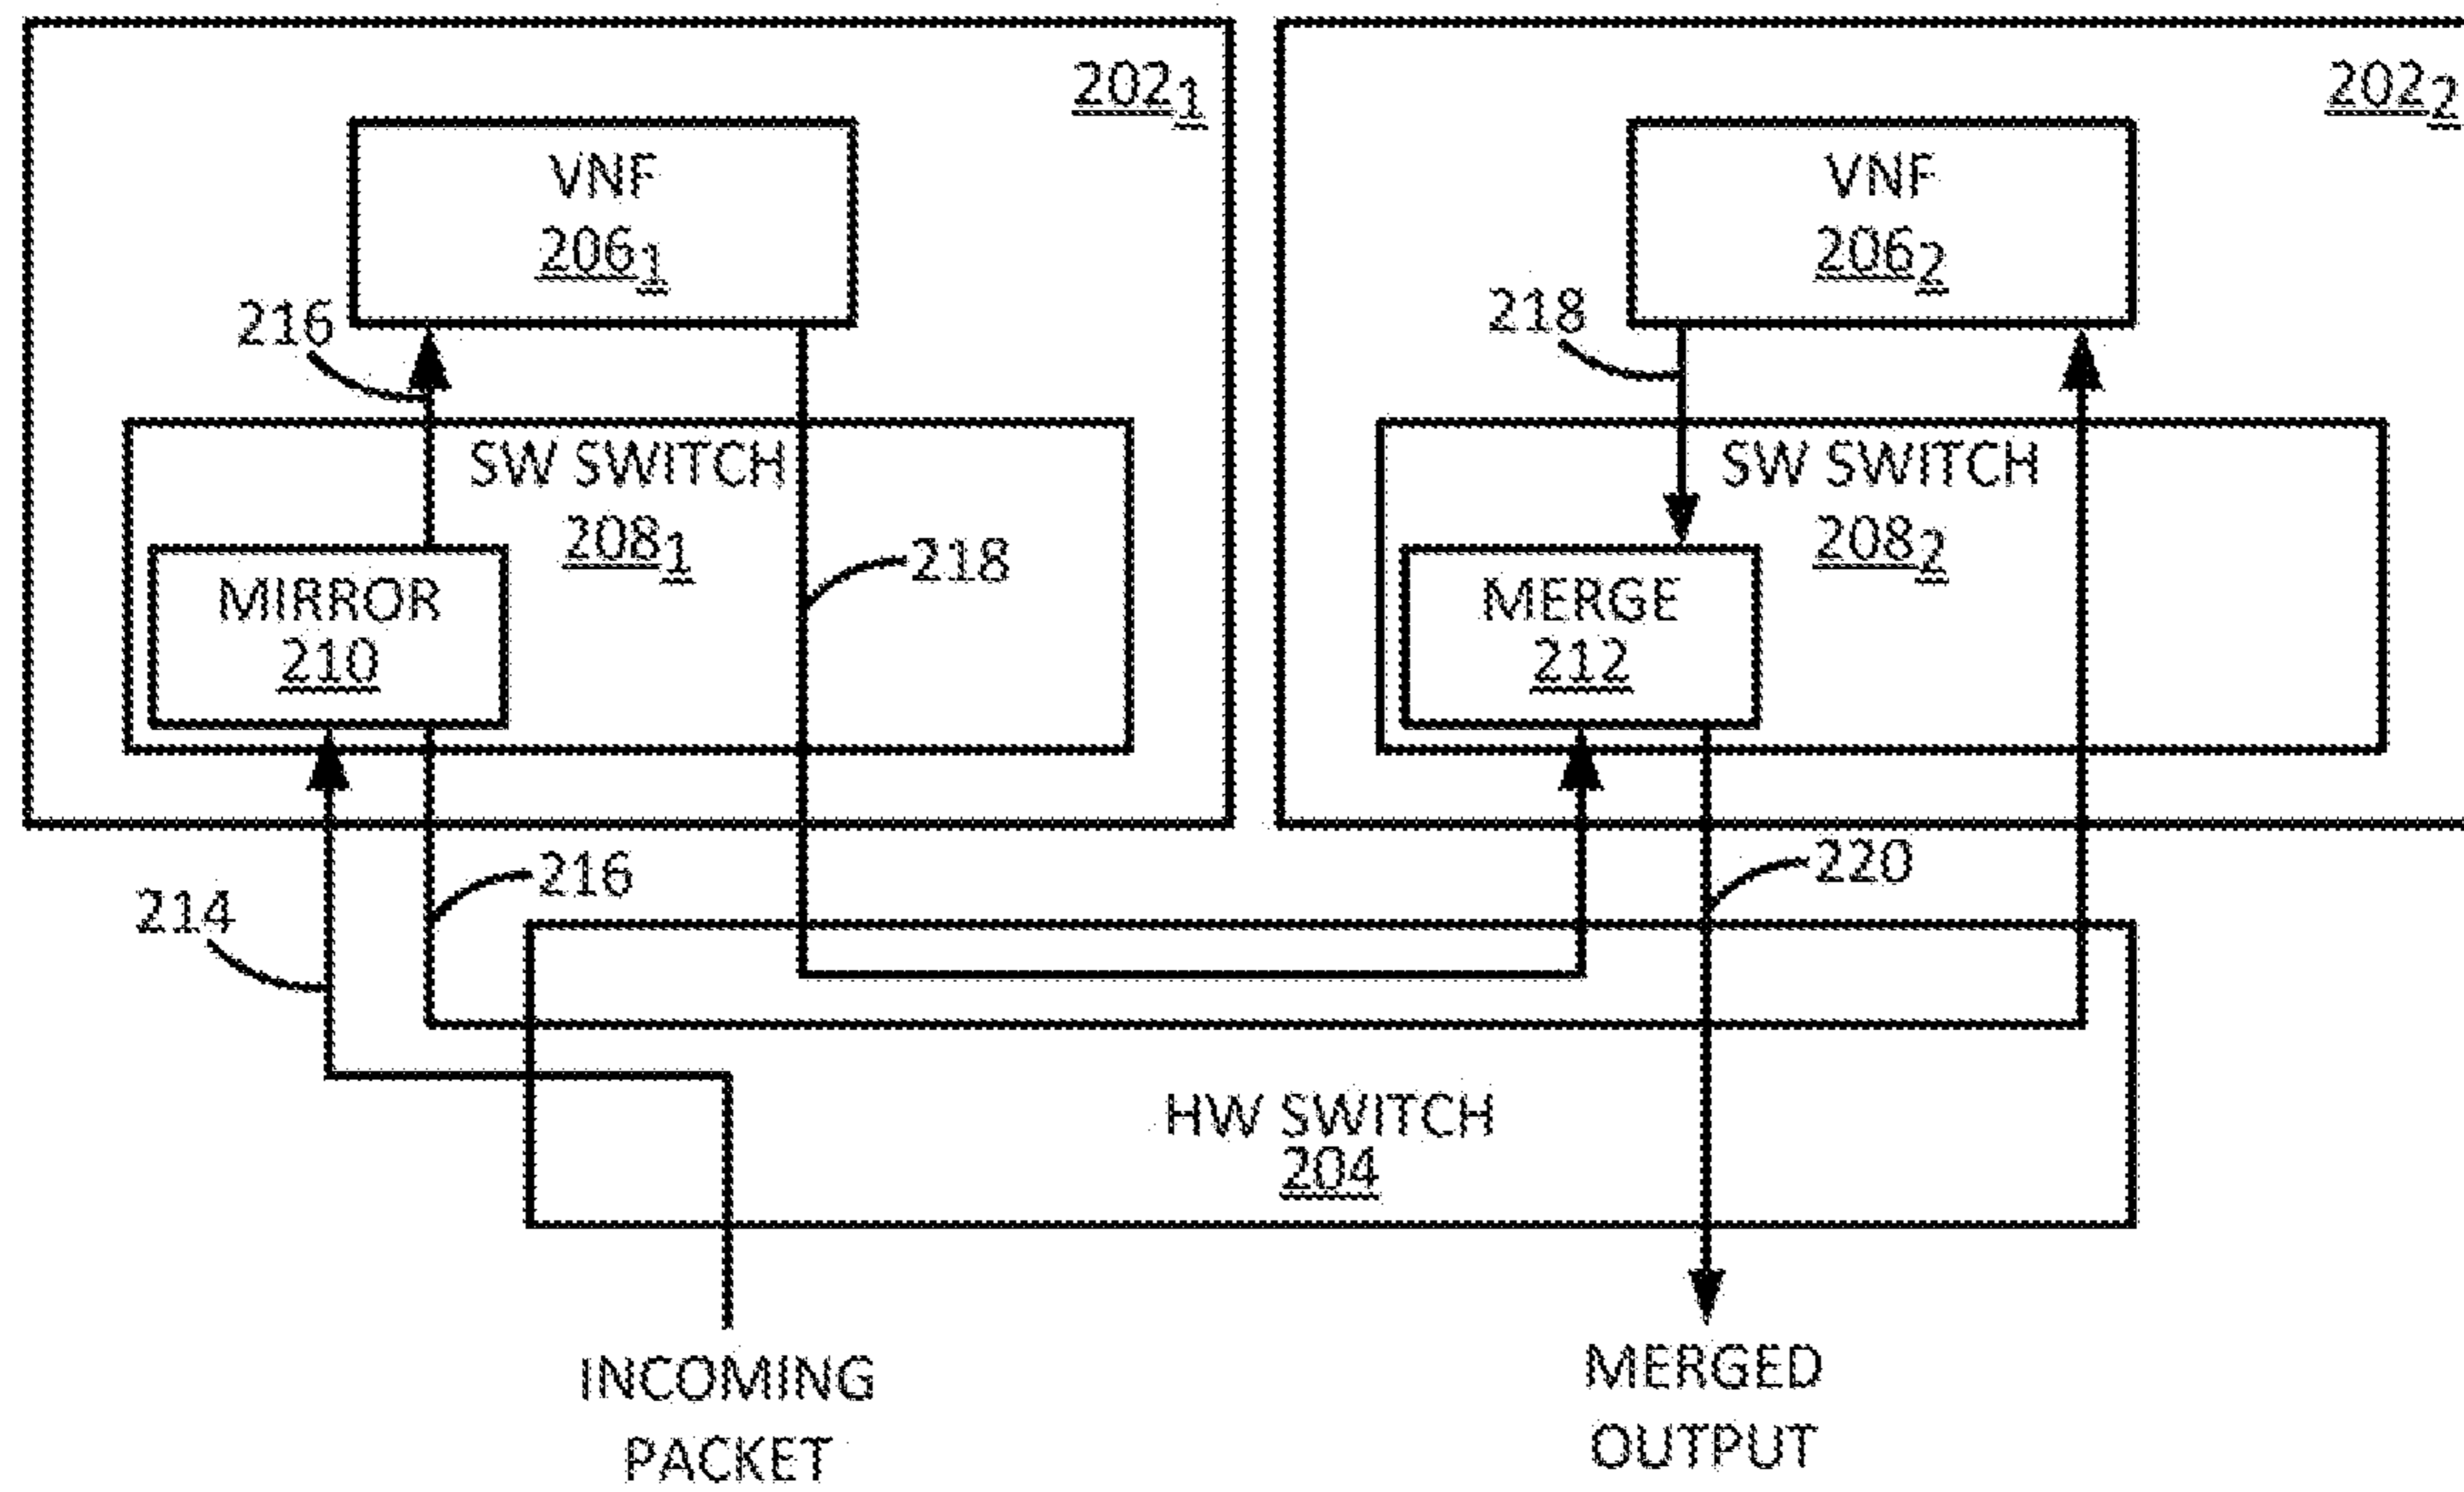 202₁
VNF
206₁
216
SW SWITCH
208₁
218
MIRROR
210
202₂
VNF
206₂
218
SW SWITCH
208₂
MERGE
212
214
216
220
HW SWITCH
204
INCOMING
PACKET
MERGED
OUTPUT